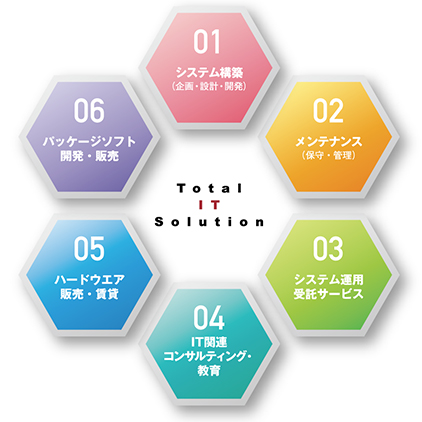 01
システム構築
（企画・設計・開発）
02
メンテナンス
（保守・管理）
03
システム運用
受託サービス
04
IT関連
コンサルティング・
教育
05
ハードウエア
販売・賃貸
06
パッケージソフト
開発・販売
Total
IT
Solution